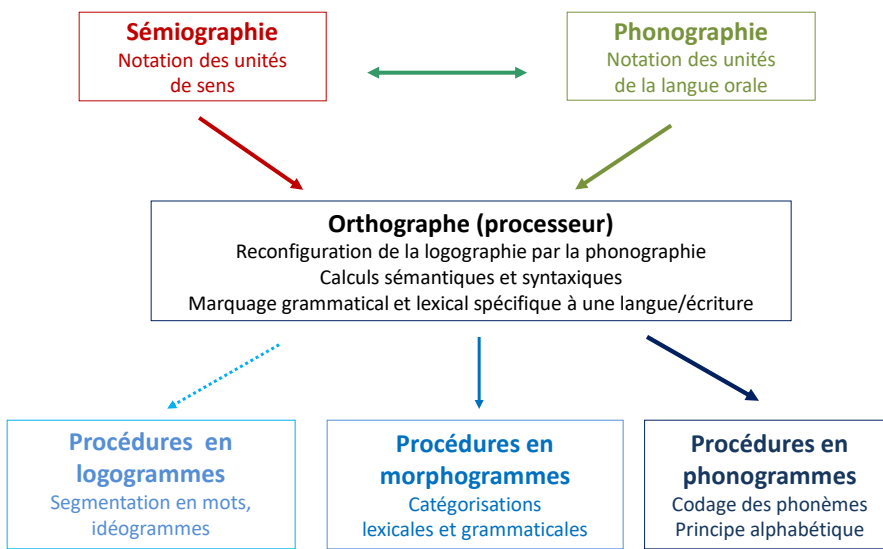 Sémiographie
Notation des unités
de sens
Phonographie
Notation des unités
de la langue orale
Orthographe (processeur)
Reconfiguration de la logographie par la phonographie
Calculs sémantiques et syntaxiques
Marquage grammatical et lexical spécifique à une langue/écriture
Procédures en
logogrammes
Segmentation en mots,
idéogrammes
Procédures en
morphogrammes
Catégorisations
lexicales et grammaticales
Procédures en
phonogrammes
Codage des phonèmes
Principe alphabétique